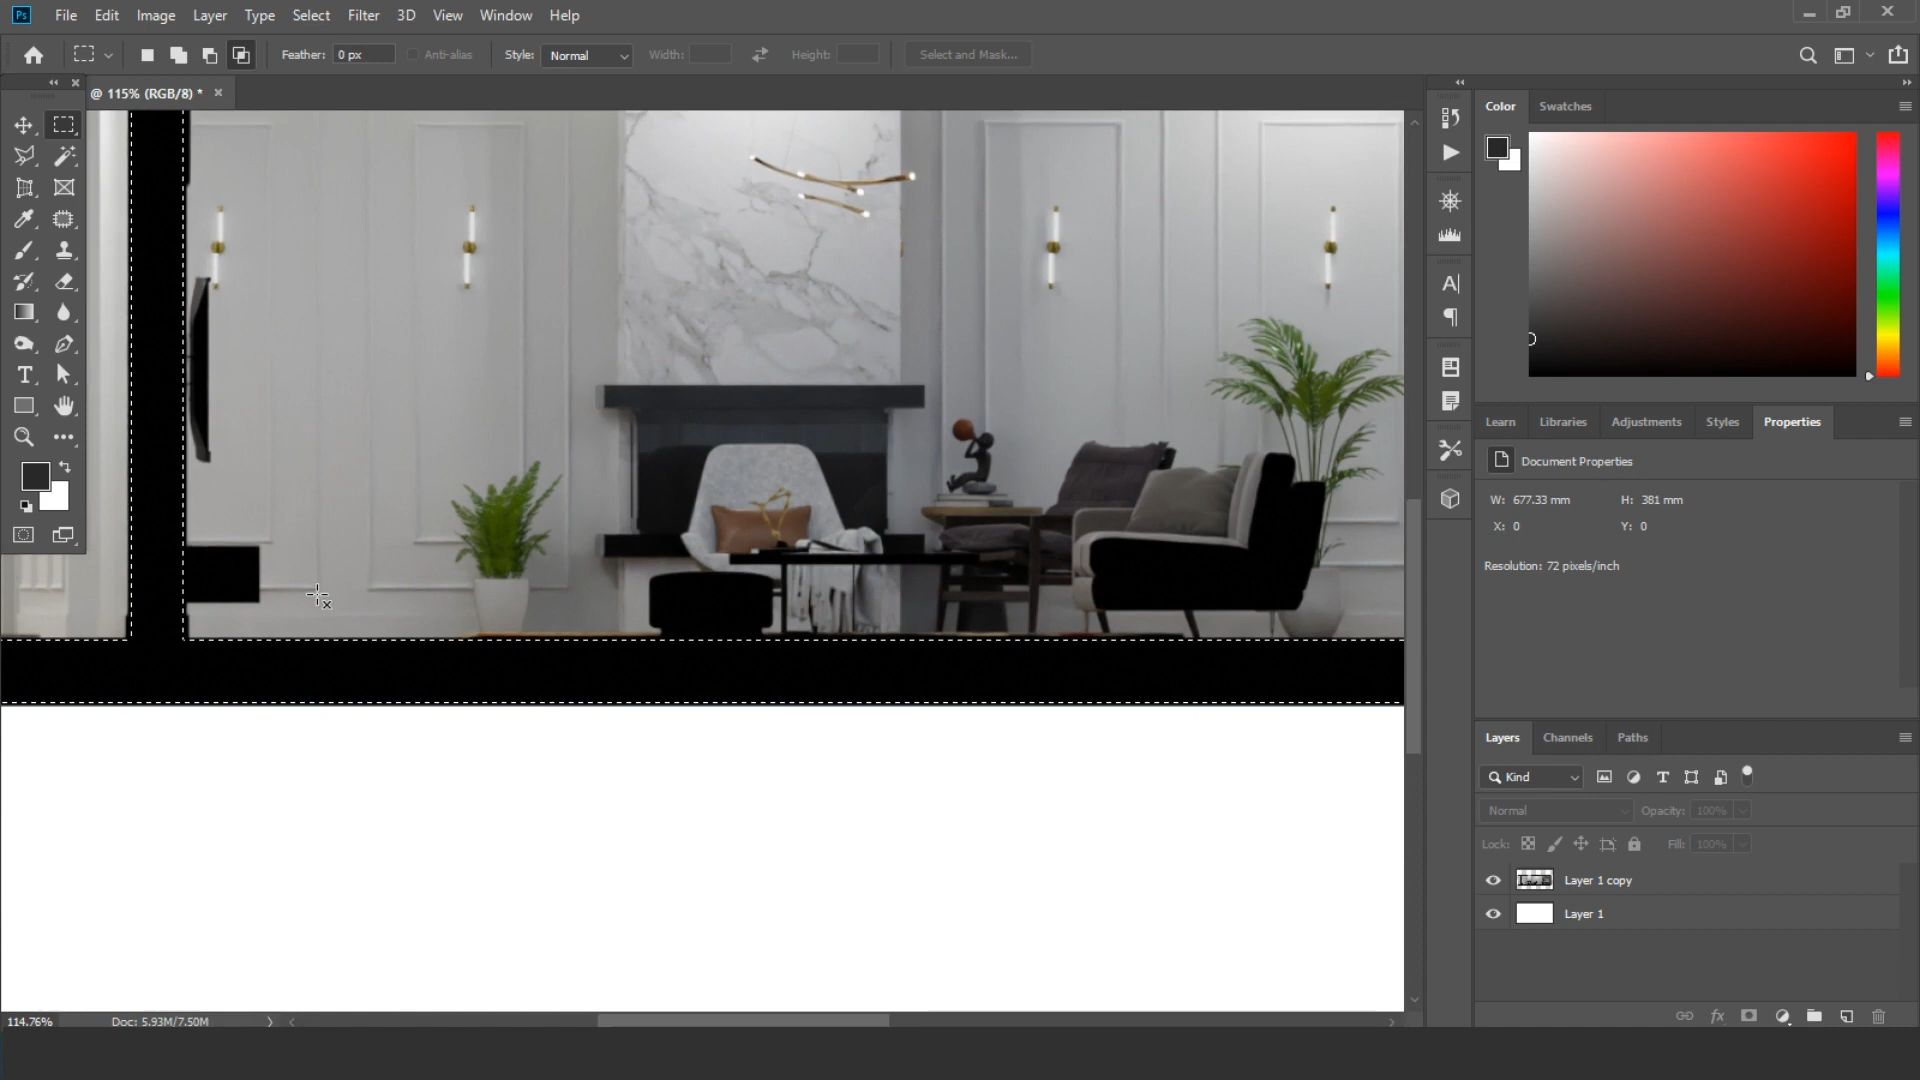 Ps File Edit Image Layer Type Select Filter 3D View Window Help
Feather: 0 px Anti-alias Style: Normal Width: Height: Select and Mask...
@ 115% (RGB/8) *
Color Swatches
Learn Libraries Adjustments Styles Properties
Document Properties
W: 677.33 mm H: 381 mm
X: 0 Y: 0
Resolution: 72 pixels/inch
Layers Channels Paths
Kind
Normal Opacity: 100%
Lock: Fill: 100%
Layer 1 copy
Layer 1
114.76% Doc: 5.93M/7.50M